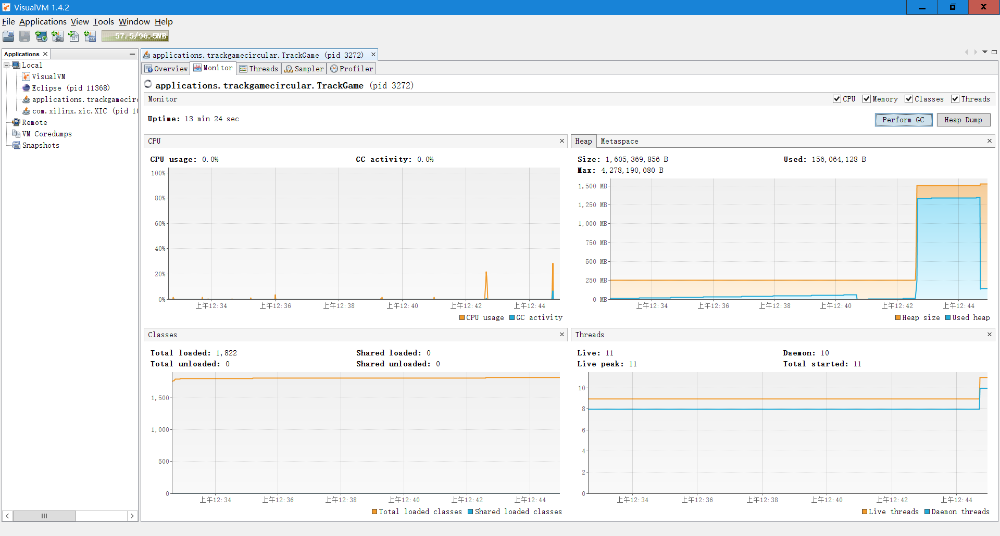 VisualVM 1.4.2
File Applications View Tools Window Help
57.5/96.5MB
Applications
Local
VisualVM
Eclipse (pid 11368)
applications.trackgamecir
com.xilinx.xic.XIC (pid 10
Remote
VM Coredumps
Snapshots
applications.trackgamecircular.TrackGame (pid 3272)
Overview Monitor Threads Sampler Profiler
applications.trackgamecircular.TrackGame (pid 3272)
Monitor
CPU Memory Classes Threads
Uptime: 13 min 24 sec
Perform GC Heap Dump
CPU
CPU usage: 0.0% GC activity: 0.0%
100%
80%
60%
40%
20%
0%
上午12:34 上午12:36 上午12:38 上午12:40 上午12:42 上午12:44
CPU usage GC activity
Heap Metaspace
Size: 1,605,369,856 B Used: 156,064,128 B
Max: 4,278,190,080 B
1,500 MB
1,250 MB
1,000 MB
750 MB
500 MB
250 MB
0 MB
上午12:34 上午12:36 上午12:38 上午12:40 上午12:42 上午12:44
Heap size Used heap
Classes
Total loaded: 1,822 Shared loaded: 0
Total unloaded: 0 Shared unloaded: 0
1,500
1,000
500
0
上午12:34 上午12:36 上午12:38 上午12:40 上午12:42 上午12:44
Total loaded classes Shared loaded classes
Threads
Live: 11 Daemon: 10
Live peak: 11 Total started: 11
10
8
6
4
2
0
上午12:34 上午12:36 上午12:38 上午12:40 上午12:42 上午12:44
Live threads Daemon threads